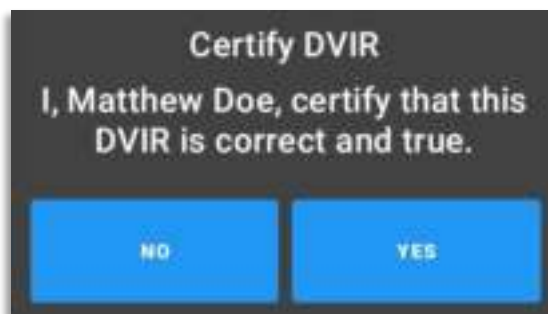 Certify DVIR
I, Matthew Doe, certify that this
DVIR is correct and true.
NO
YES